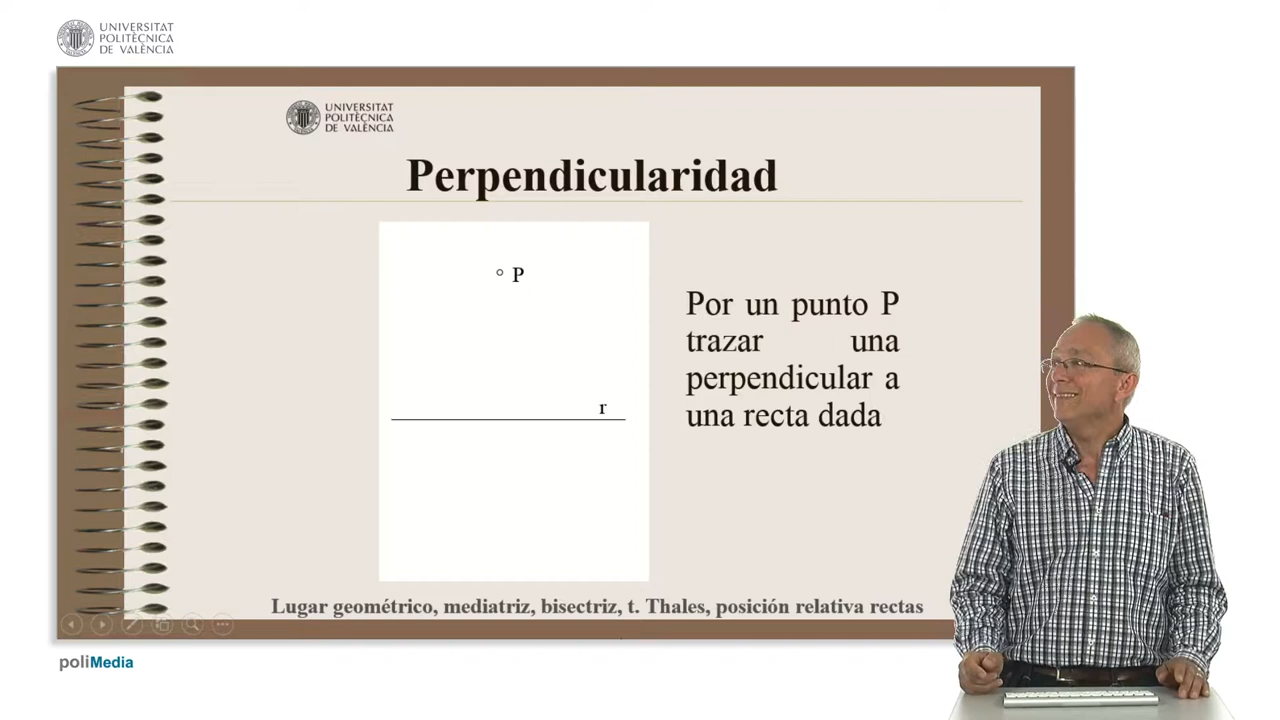 UNIVERSITAT
POLITÈCNICA
DE VALÈNCIA
UNIVERSITAT
POLITÈCNICA
DE VALÈNCIA
Perpendicularidad
P
r
Por un punto P
trazar una
perpendicular a
una recta dada
Lugar geométrico, mediatriz, bisectriz, t. Thales, posición relativa rectas
poliMedia